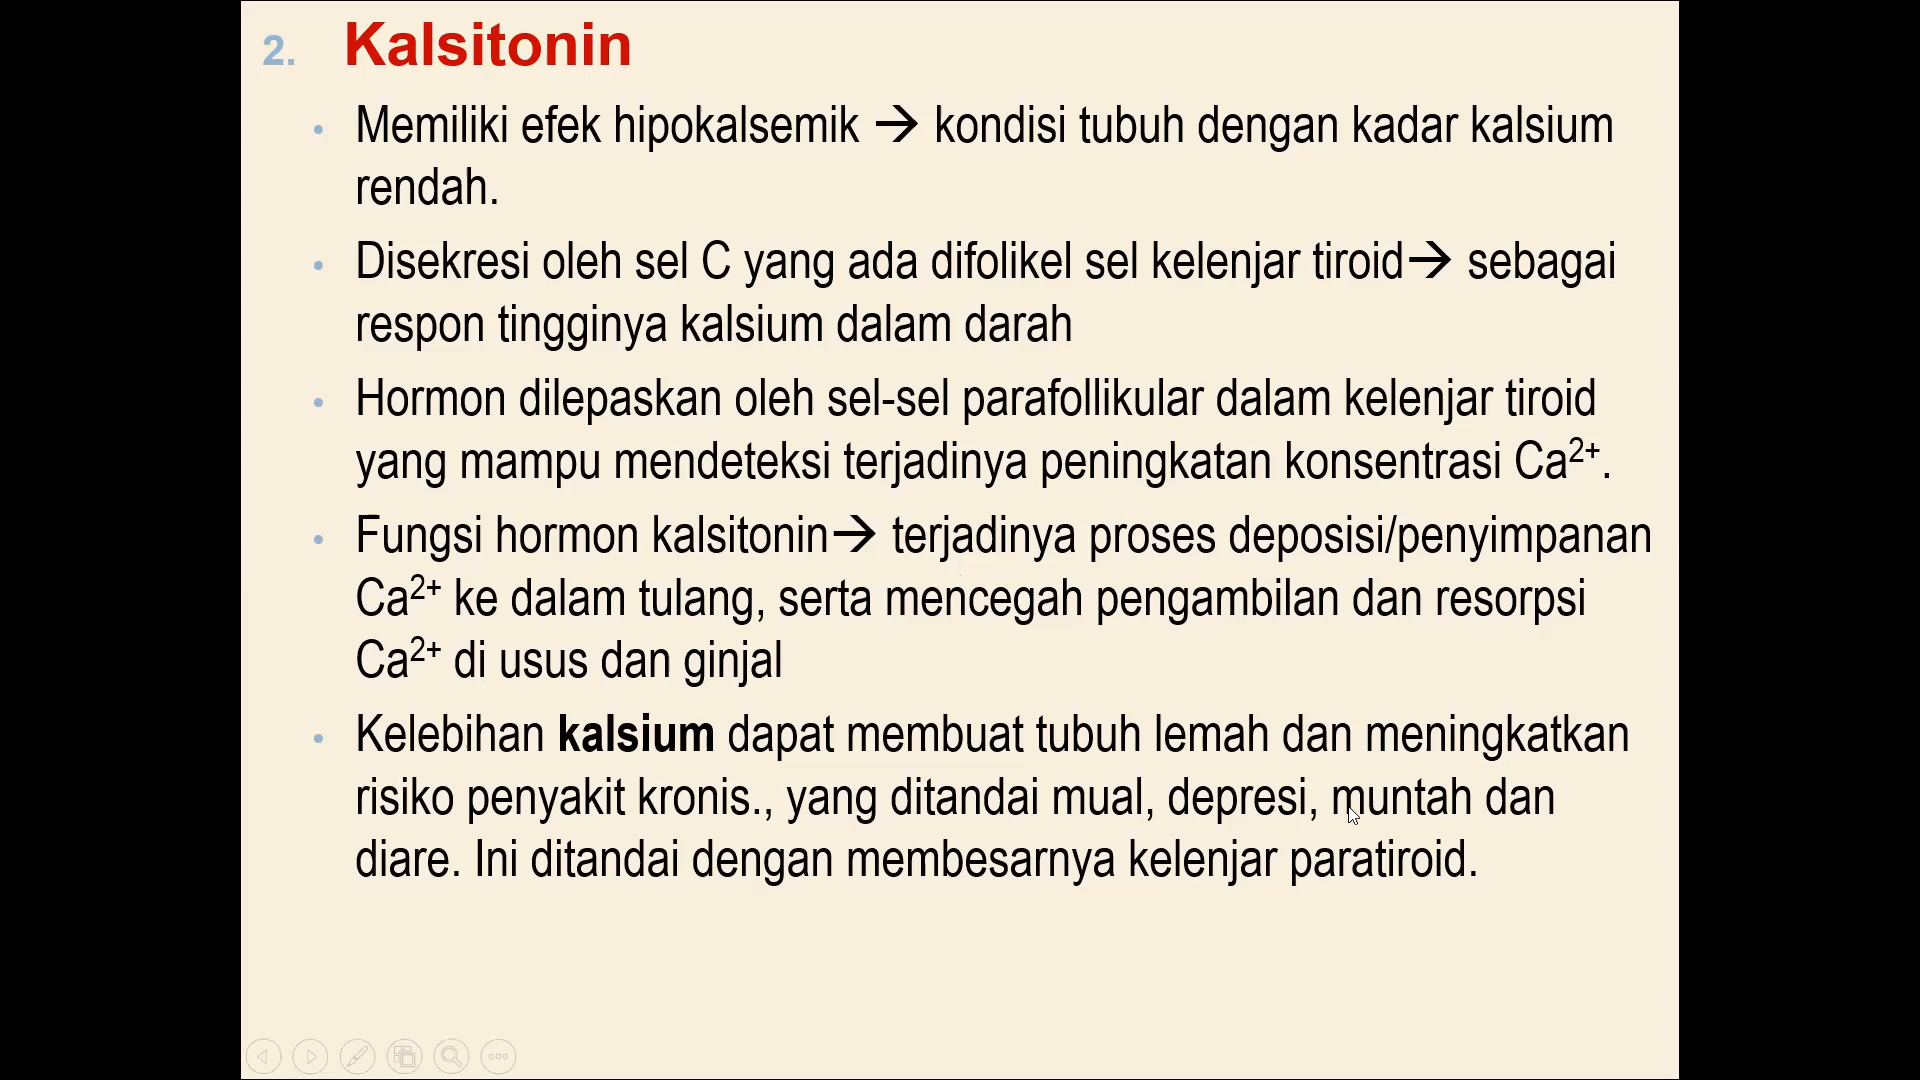 2. Kalsitonin
• Memiliki efek hipokalsemik → kondisi tubuh dengan kadar kalsium
rendah.
• Disekresi oleh sel C yang ada difolikel sel kelenjar tiroid→ sebagai
respon tingginya kalsium dalam darah
• Hormon dilepaskan oleh sel-sel parafollikular dalam kelenjar tiroid
yang mampu mendeteksi terjadinya peningkatan konsentrasi Ca²⁺.
• Fungsi hormon kalsitonin→ terjadinya proses deposisi/penyimpanan
Ca²⁺ ke dalam tulang, serta mencegah pengambilan dan resorpsi
Ca²⁺ di usus dan ginjal
• Kelebihan kalsium dapat membuat tubuh lemah dan meningkatkan
risiko penyakit kronis., yang ditandai mual, depresi, muntah dan
diare. Ini ditandai dengan membesarnya kelenjar paratiroid.